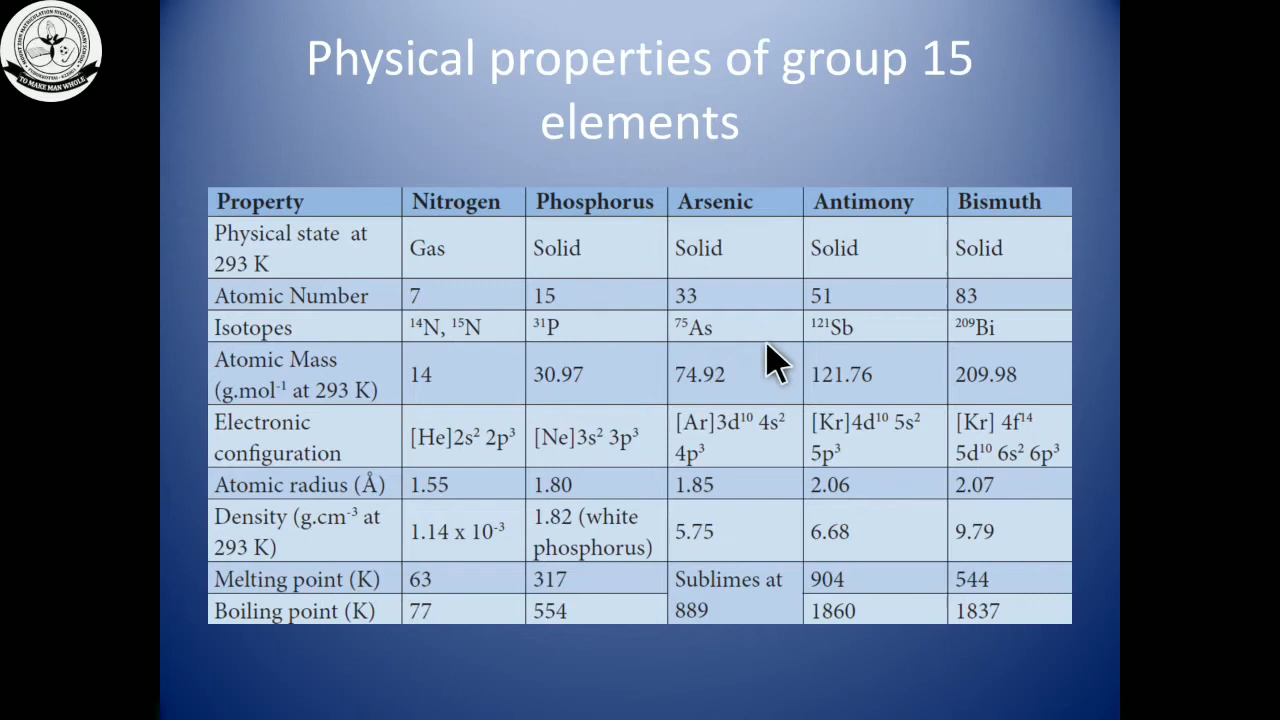 Physical properties of group 15
elements
Property Nitrogen Phosphorus Arsenic Antimony Bismuth
Physical state at
293 K Gas Solid Solid Solid Solid
Atomic Number 7 15 33 51 83
Isotopes ¹⁴N, ¹⁵N ³¹P ⁷⁵As ¹²¹Sb ²⁰⁹Bi
Atomic Mass
(g.mol⁻¹ at 293 K) 14 30.97 74.92 121.76 209.98
Electronic
configuration [He]2s² 2p³ [Ne]3s² 3p³ [Ar]3d¹⁰ 4s²
4p³ [Kr]4d¹⁰ 5s²
5p³ [Kr] 4f¹⁴
5d¹⁰ 6s² 6p³
Atomic radius (Å) 1.55 1.80 1.85 2.06 2.07
Density (g.cm⁻³ at
293 K) 1.14 x 10⁻³ 1.82 (white
phosphorus) 5.75 6.68 9.79
Melting point (K) 63 317 Sublimes at 904 544
Boiling point (K) 77 554 889 1860 1837
TO MAKE MAN WHOLE